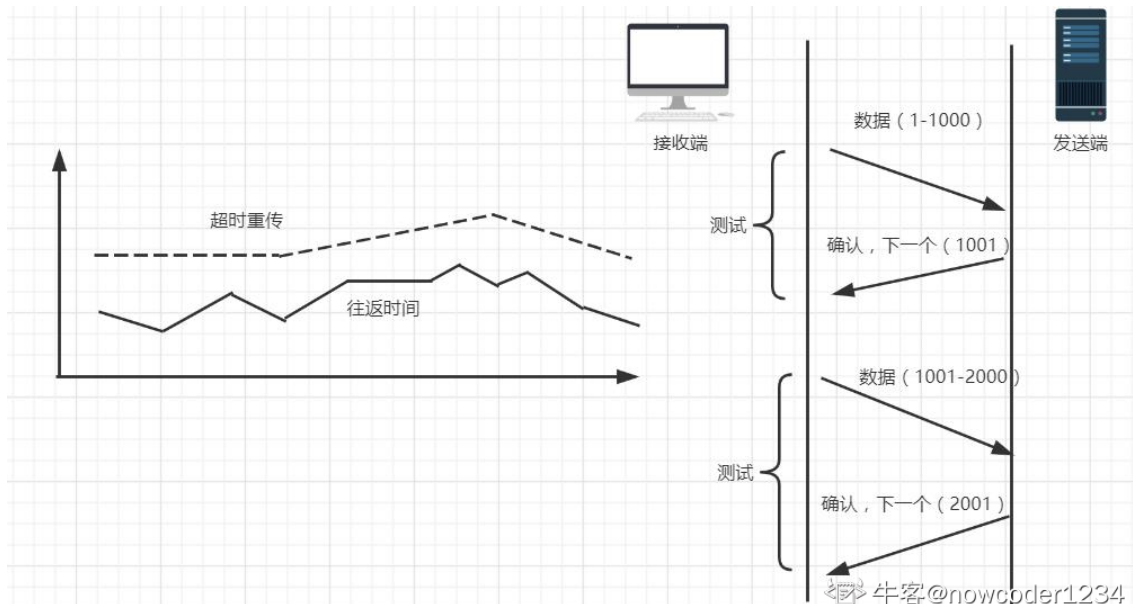 接收端
发送端
数据（1-1000）
超时重传
测试
确认，下一个（1001）
往返时间
数据（1001-2000）
测试
确认，下一个（2001）
牛客@nowcoder1234